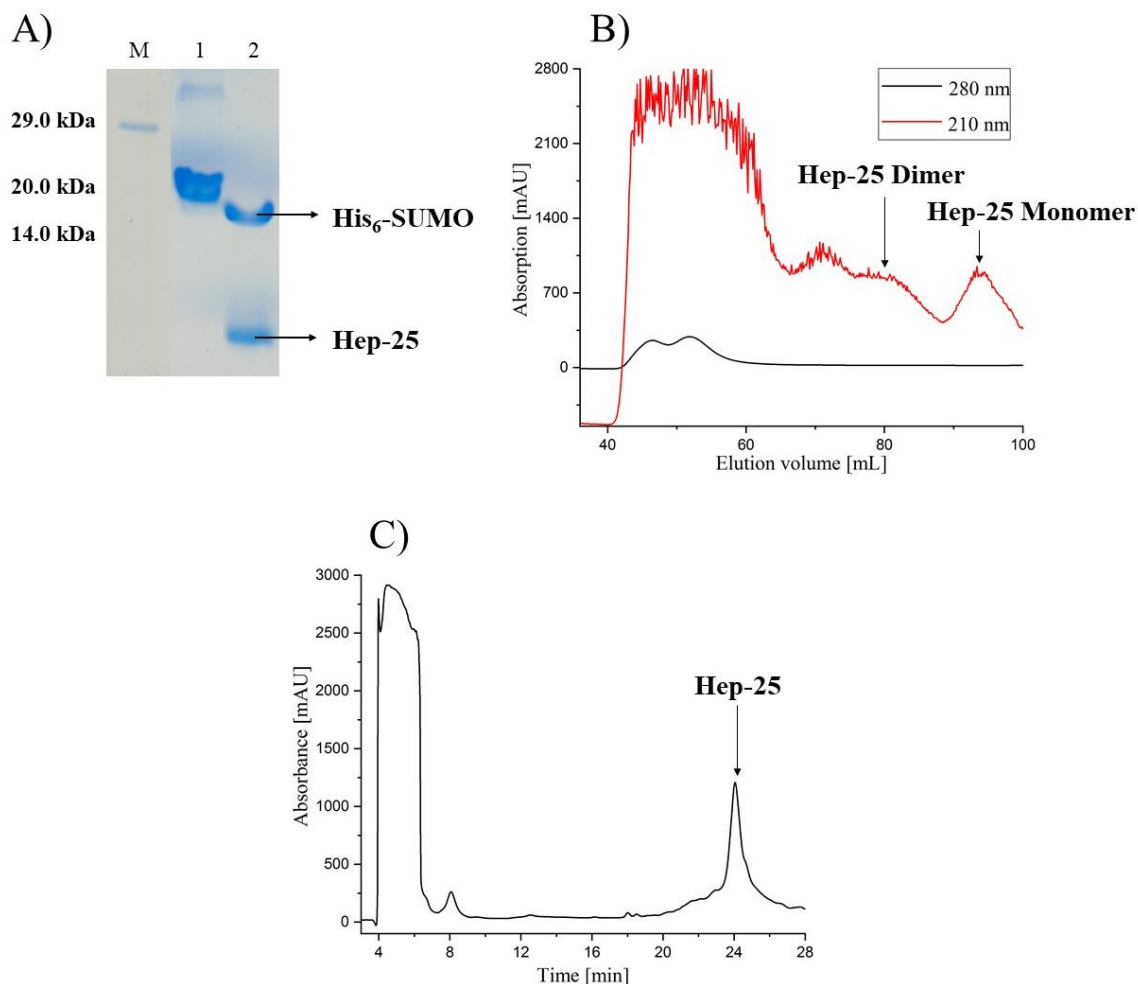 A)
M 1 2
29.0 kDa
20.0 kDa
14.0 kDa
His₆-SUMO
Hep-25
B)
2800
2100
1400
700
0
Absorption [mAU]
280 nm
210 nm
Hep-25 Dimer
Hep-25 Monomer
40 60 80 100
Elution volume [mL]
C)
3000
2500
2000
1500
1000
500
0
Absorbance [mAU]
Hep-25
4 8 12 16 20 24 28
Time [min]